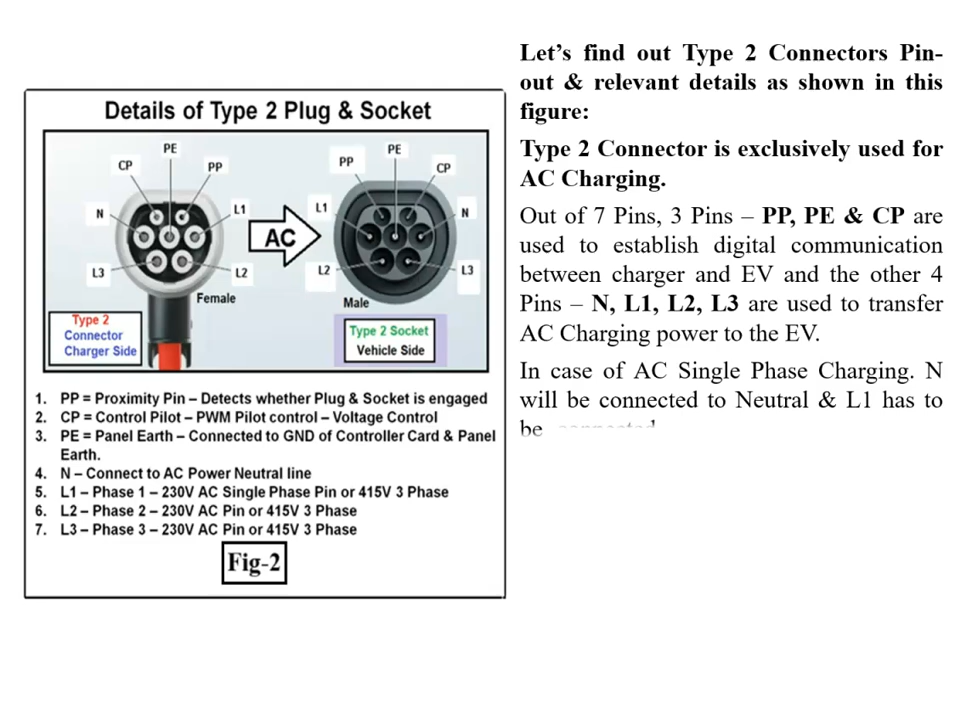 Let’s find out Type 2 Connectors Pin-
out & relevant details as shown in this
figure:
Type 2 Connector is exclusively used for
AC Charging.
Out of 7 Pins, 3 Pins – PP, PE & CP are
used to establish digital communication
between charger and EV and the other 4
Pins – N, L1, L2, L3 are used to transfer
AC Charging power to the EV.
In case of AC Single Phase Charging. N
will be connected to Neutral & L1 has to
be
Details of Type 2 Plug & Socket
PE
CP
PP
N
L1
L3
L2
Female
AC
PE
PP
CP
L1
N
L2
L3
Male
Type 2
Connector
Charger Side
Type 2 Socket
Vehicle Side
1. PP = Proximity Pin – Detects whether Plug & Socket is engaged
2. CP = Control Pilot – PWM Pilot control – Voltage Control
3. PE = Panel Earth – Connected to GND of Controller Card & Panel
Earth.
4. N – Connect to AC Power Neutral line
5. L1 – Phase 1 – 230V AC Single Phase Pin or 415V 3 Phase
6. L2 – Phase 2 – 230V AC Pin or 415V 3 Phase
7. L3 – Phase 3 – 230V AC Pin or 415V 3 Phase
Fig-2